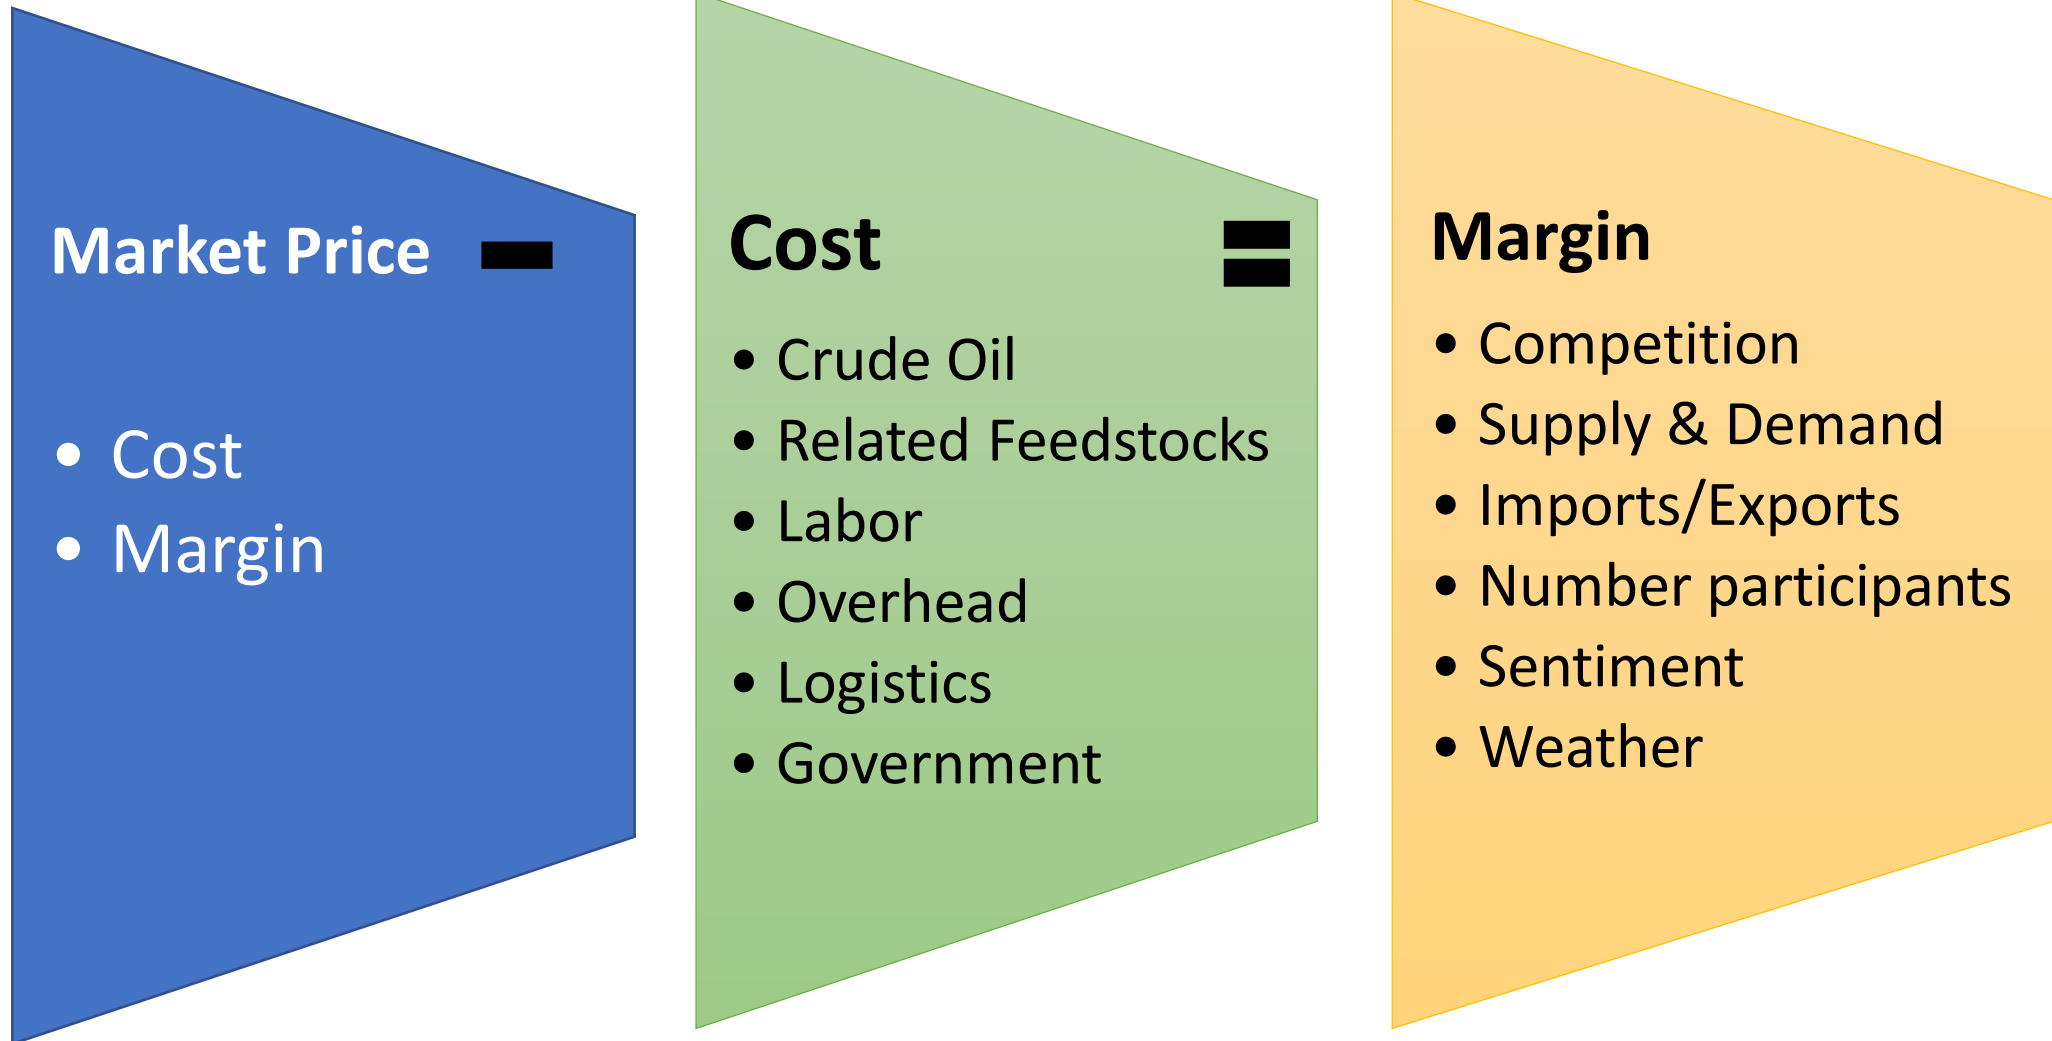 Market Price -
• Cost
• Margin
Cost =
• Crude Oil
• Related Feedstocks
• Labor
• Overhead
• Logistics
• Government
Margin
• Competition
• Supply & Demand
• Imports/Exports
• Number participants
• Sentiment
• Weather